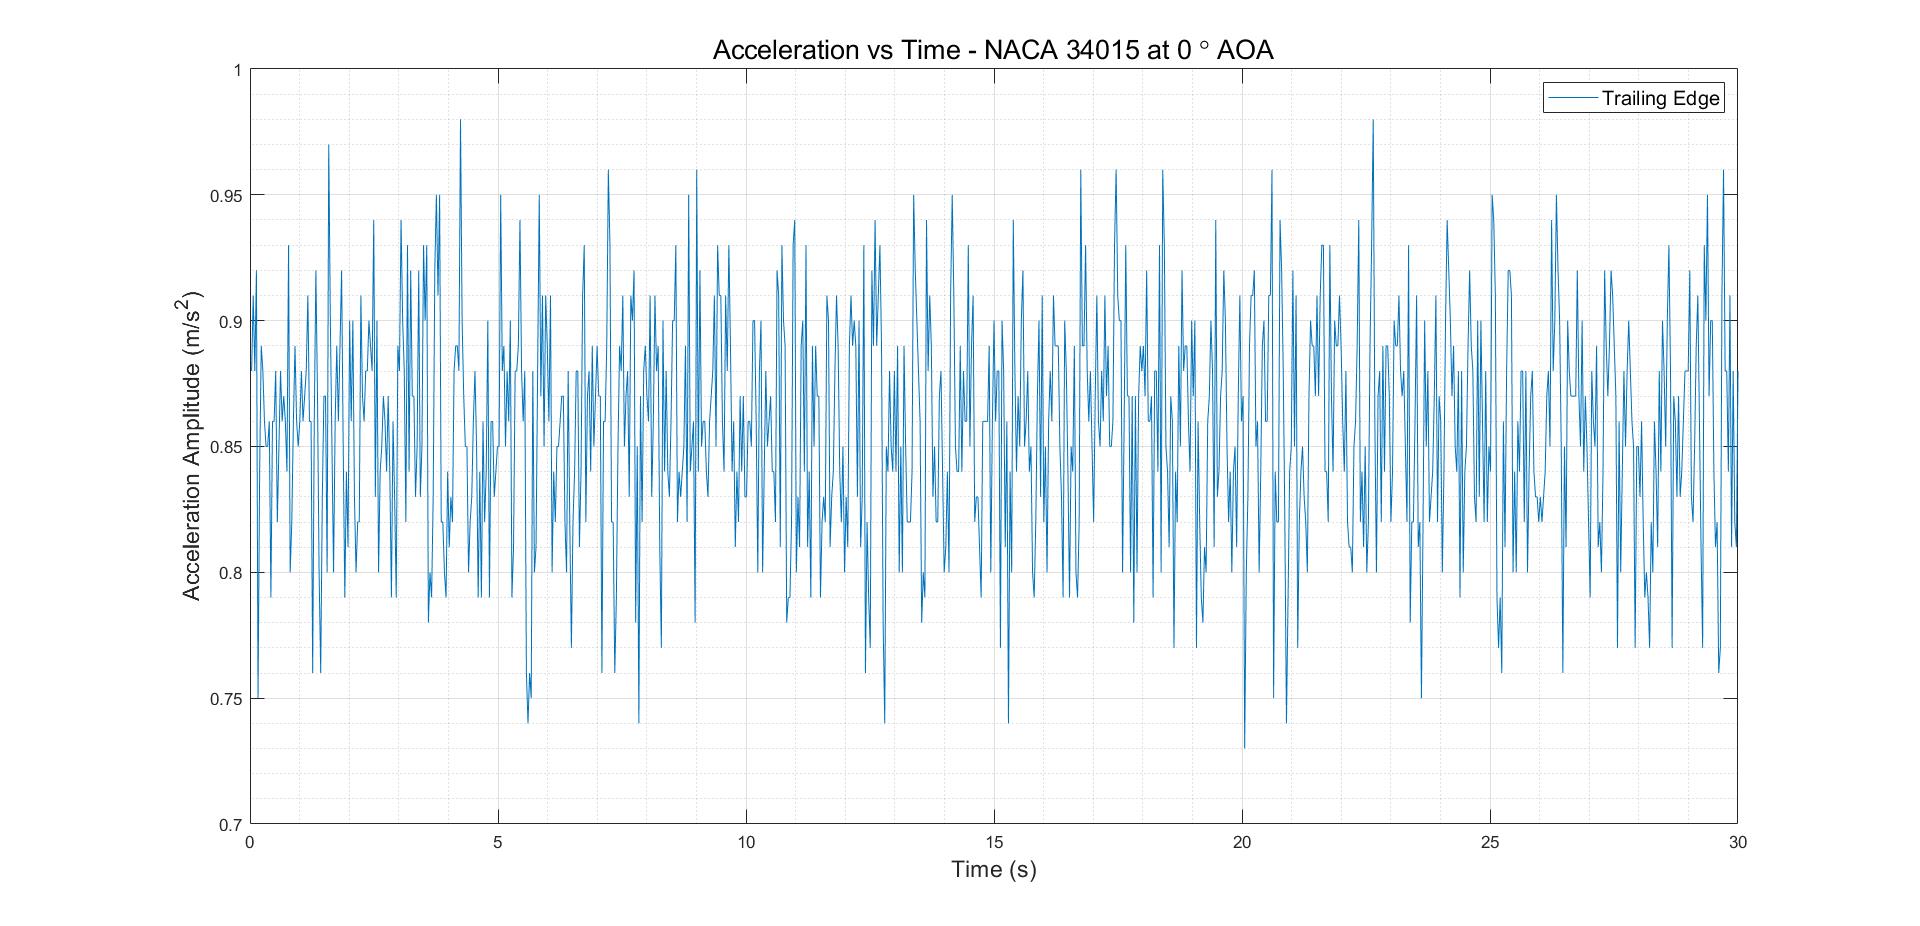 Acceleration vs Time - NACA 34015 at 0 ° AOA
Trailing Edge
Acceleration Amplitude (m/s²)
1
0.95
0.9
0.85
0.8
0.75
0.7
0 5 10 15 20 25 30
Time (s)